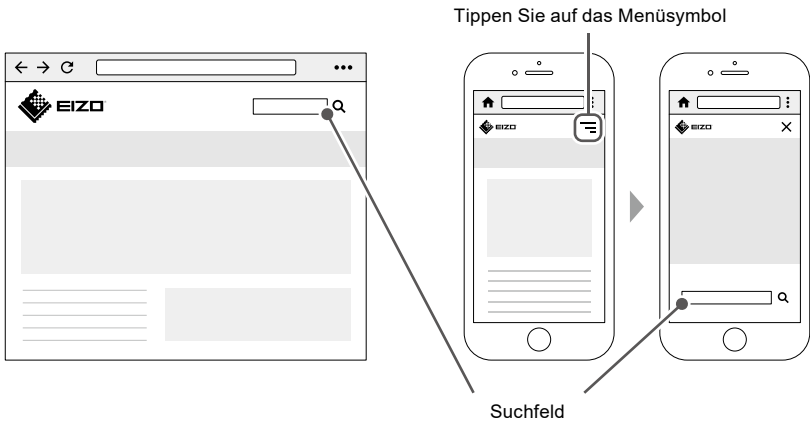 Tippen Sie auf das Menüsymbol
EIZO
EIZO
EIZO
Suchfeld